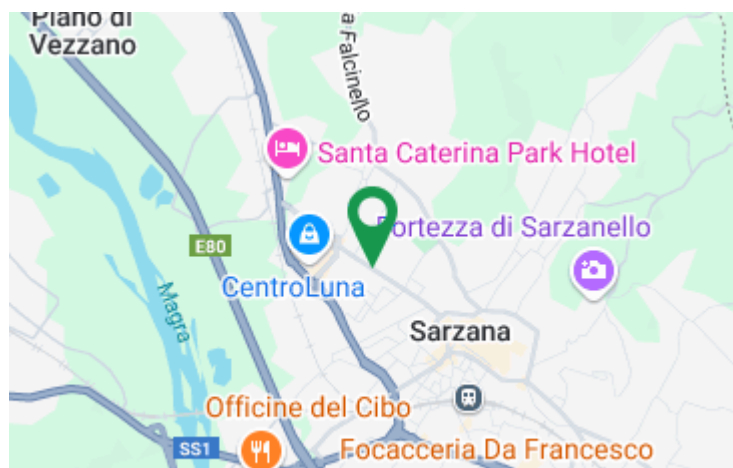 Piano di
Vezzano
a Falcinello
Santa Caterina Park Hotel
Fortezza di Sarzanello
E80
CentroLuna
Magra
Sarzana
Officine del Cibo
SS1
Focacceria Da Francesco